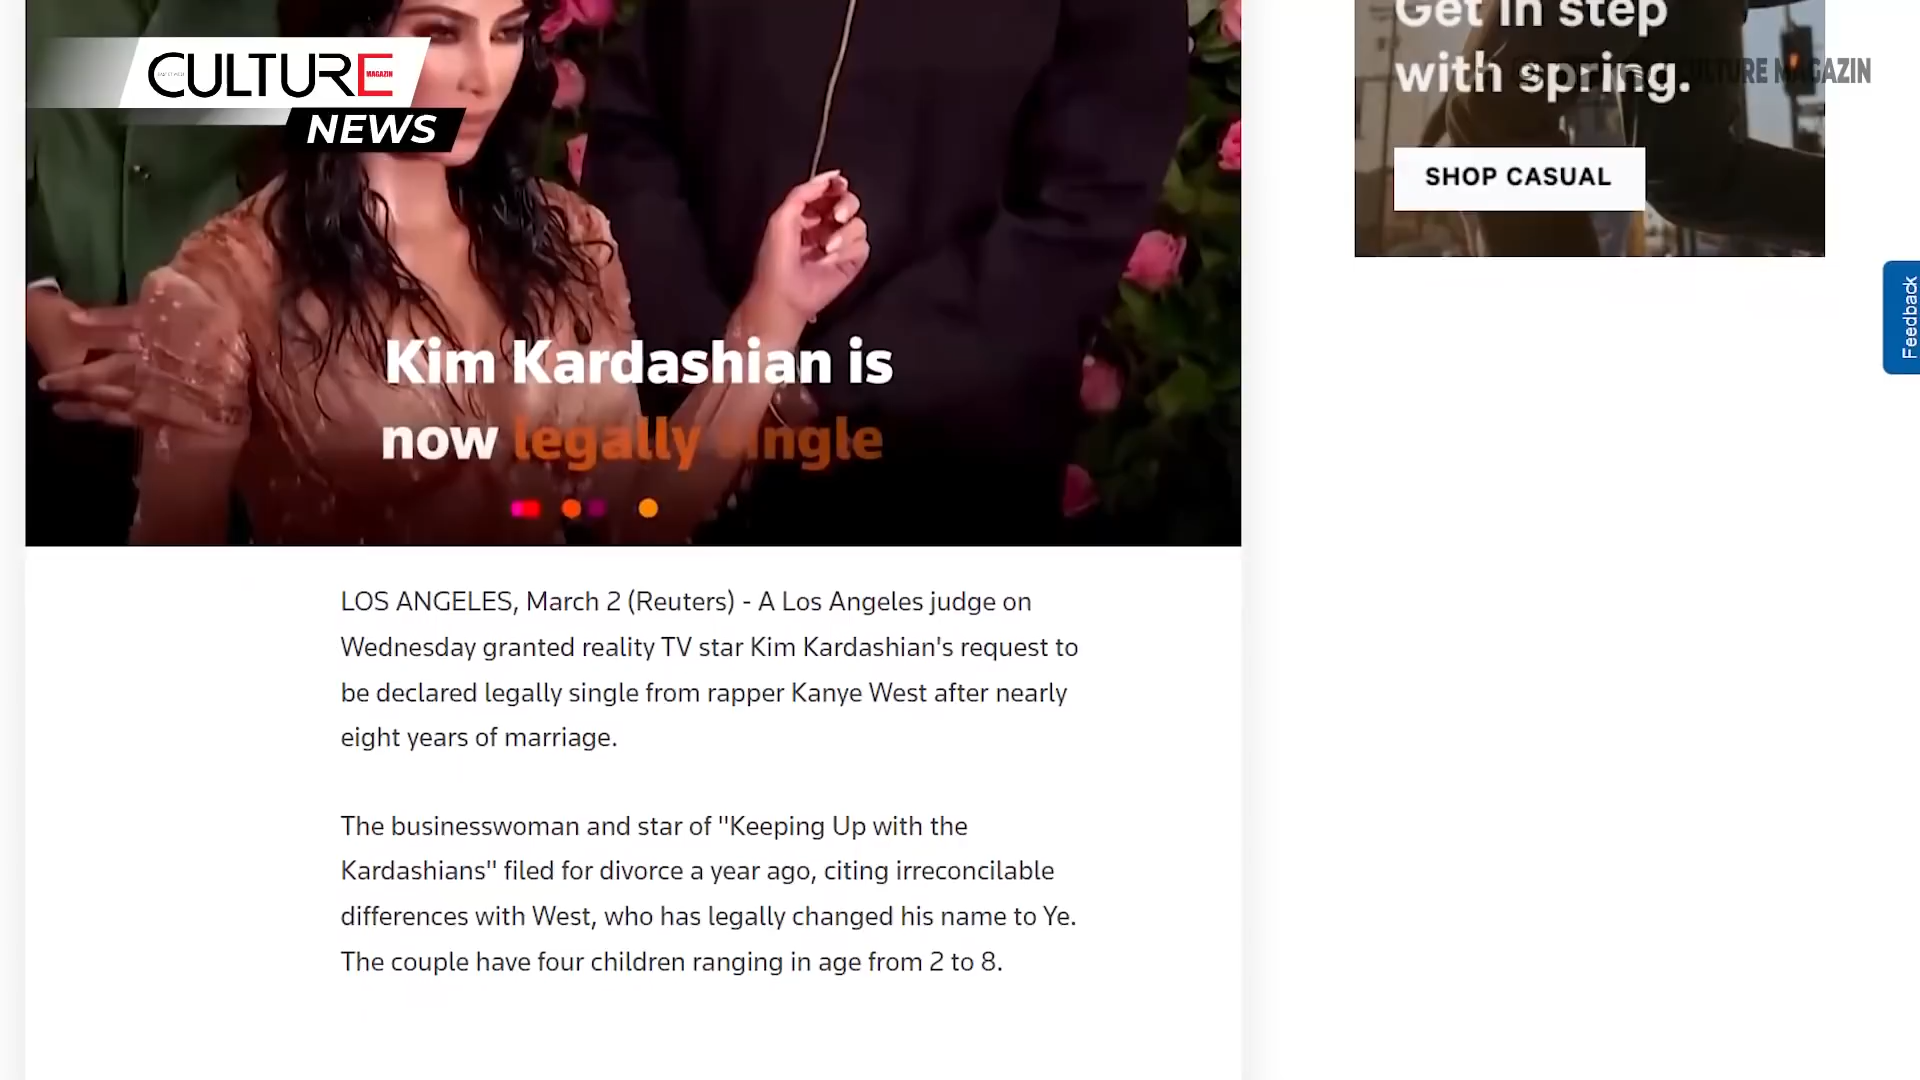 CULTURE
MAGAZIN
NEWS
Get in step
with spring.
CULTURE MAGAZIN
SHOP CASUAL
Feedback
Kim Kardashian is
now legally single
LOS ANGELES, March 2 (Reuters) - A Los Angeles judge on
Wednesday granted reality TV star Kim Kardashian's request to
be declared legally single from rapper Kanye West after nearly
eight years of marriage.
The businesswoman and star of "Keeping Up with the
Kardashians" filed for divorce a year ago, citing irreconcilable
differences with West, who has legally changed his name to Ye.
The couple have four children ranging in age from 2 to 8.